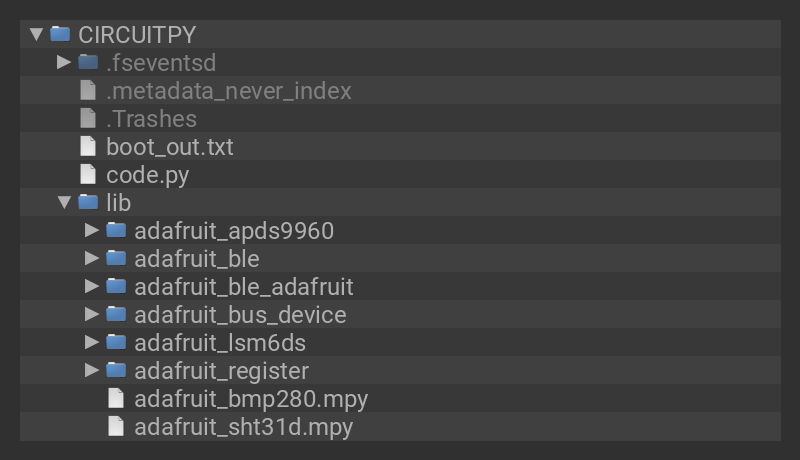 CIRCUITPY
.fseventsd
.metadata_never_index
.Trashes
boot_out.txt
code.py
lib
adafruit_apds9960
adafruit_ble
adafruit_ble_adafruit
adafruit_bus_device
adafruit_lsm6ds
adafruit_register
adafruit_bmp280.mpy
adafruit_sht31d.mpy